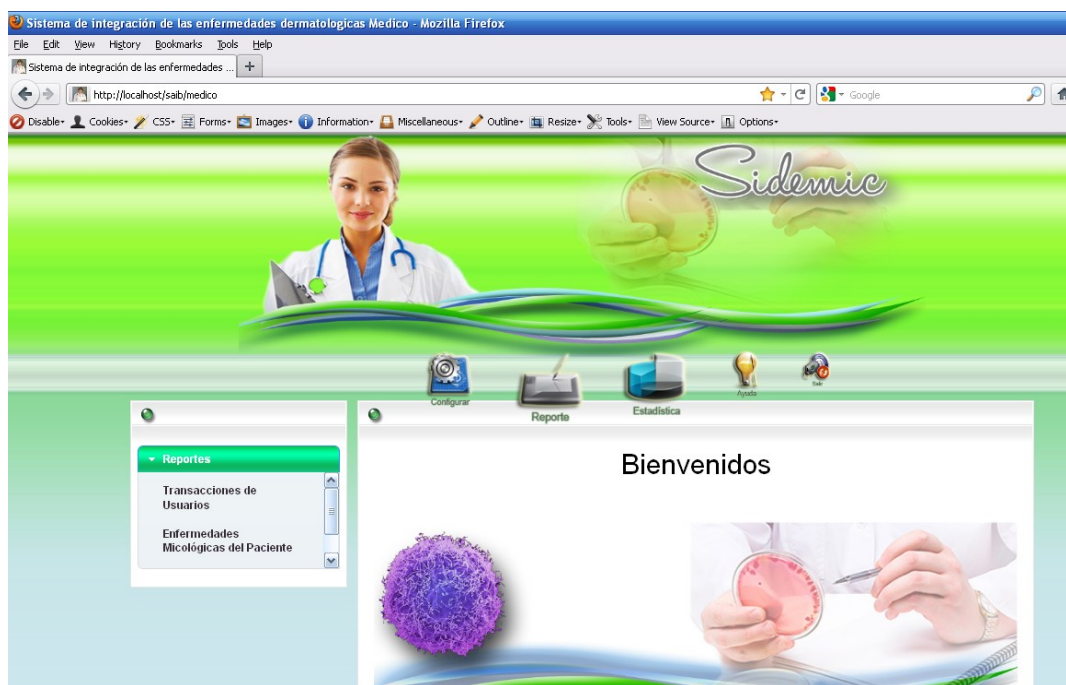 Sistema de integración de las enfermedades dermatologicas Medico - Mozilla Firefox
File Edit View History Bookmarks Tools Help
Sistema de integración de las enfermedades ... +
http://localhost/saib/medico
Google
Disable Cookies CSS Forms Images Information Miscellaneous Outline Resize Tools View Source Options
Sidemic
Configurar
Reporte
Estadística
Ayuda
Salir
Reportes
Transacciones de
Usuarios
Enfermedades
Micológicas del Paciente
Bienvenidos